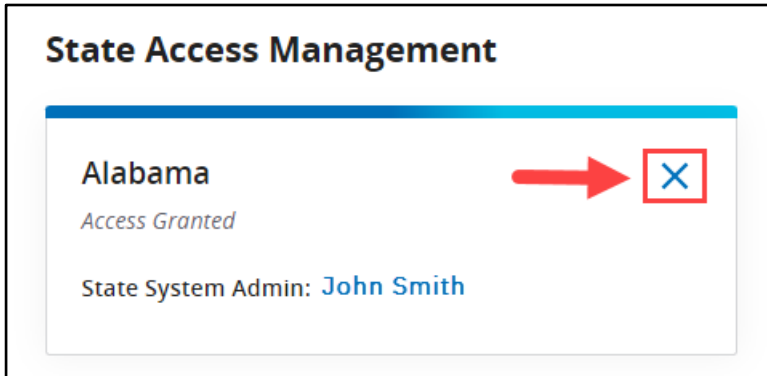 State Access Management
Alabama
Access Granted
State System Admin: John Smith